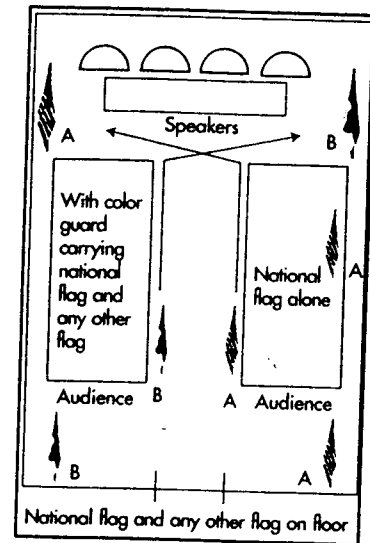 Speakers
A
B
With color
guard
carrying
national
flag and
any other
flag
National
flag alone
A
B
A
Audience
Audience
B
A
National flag and any other flag on floor